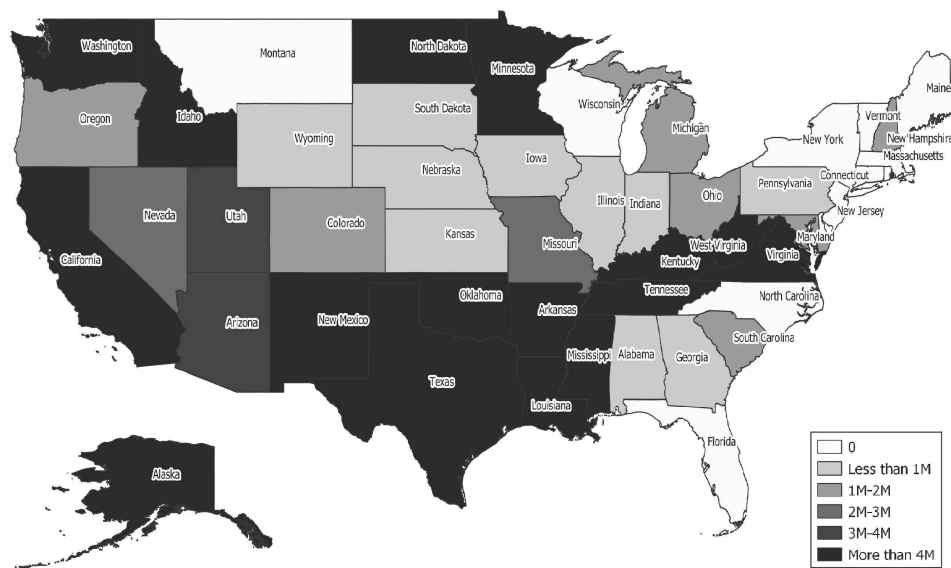 Washington
Montana
North Dakota
Minnesota
Maine
Oregon
Idaho
South Dakota
Wisconsin
Michigan
Vermont
New Hampshire
New York
Massachusetts
Wyoming
Iowa
Connecticut
Nebraska
Illinois
Indiana
Ohio
Pennsylvania
New Jersey
Nevada
Utah
Colorado
Kansas
Missouri
West Virginia
Maryland
Kentucky
Virginia
California
Tennessee
North Carolina
Oklahoma
Arkansas
Arizona
New Mexico
South Carolina
Mississippi
Alabama
Georgia
Texas
Louisiana
Florida
Alaska
0
Less than 1M
1M-2M
2M-3M
3M-4M
More than 4M